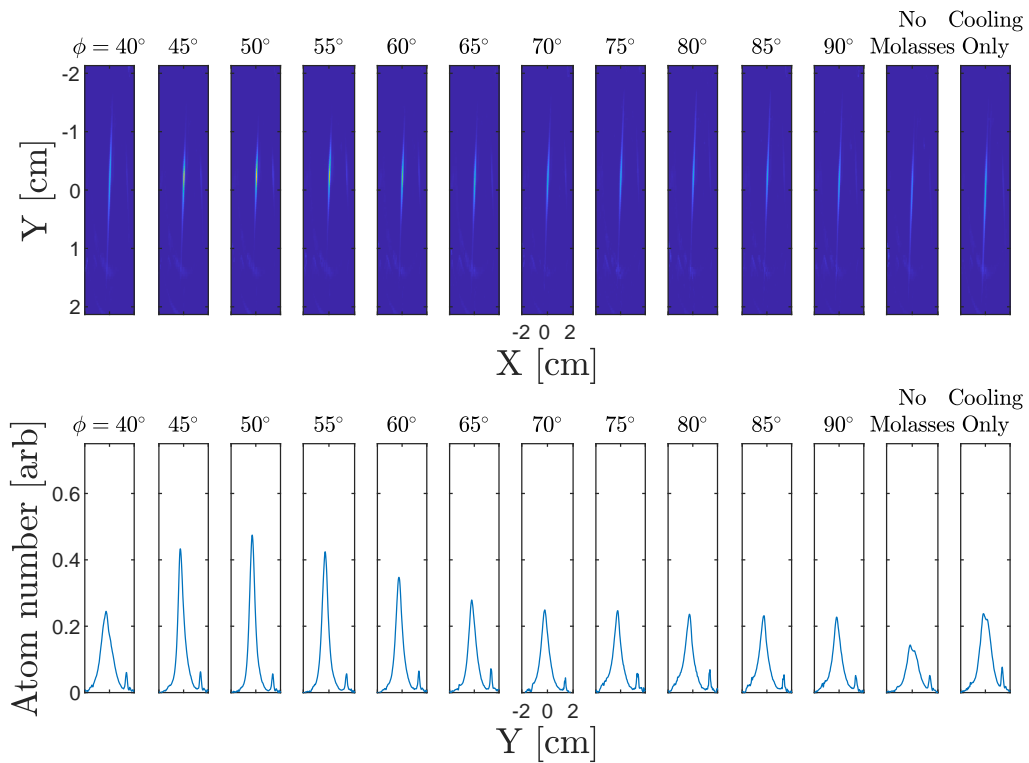 No Cooling
ϕ = 40° 45° 50° 55° 60° 65° 70° 75° 80° 85° 90° Molasses Only
-2
-1
0
1
2
Y [cm]
-2 0 2
X [cm]
No Cooling
ϕ = 40° 45° 50° 55° 60° 65° 70° 75° 80° 85° 90° Molasses Only
0.6
0.4
0.2
0
Atom number [arb]
-2 0 2
Y [cm]